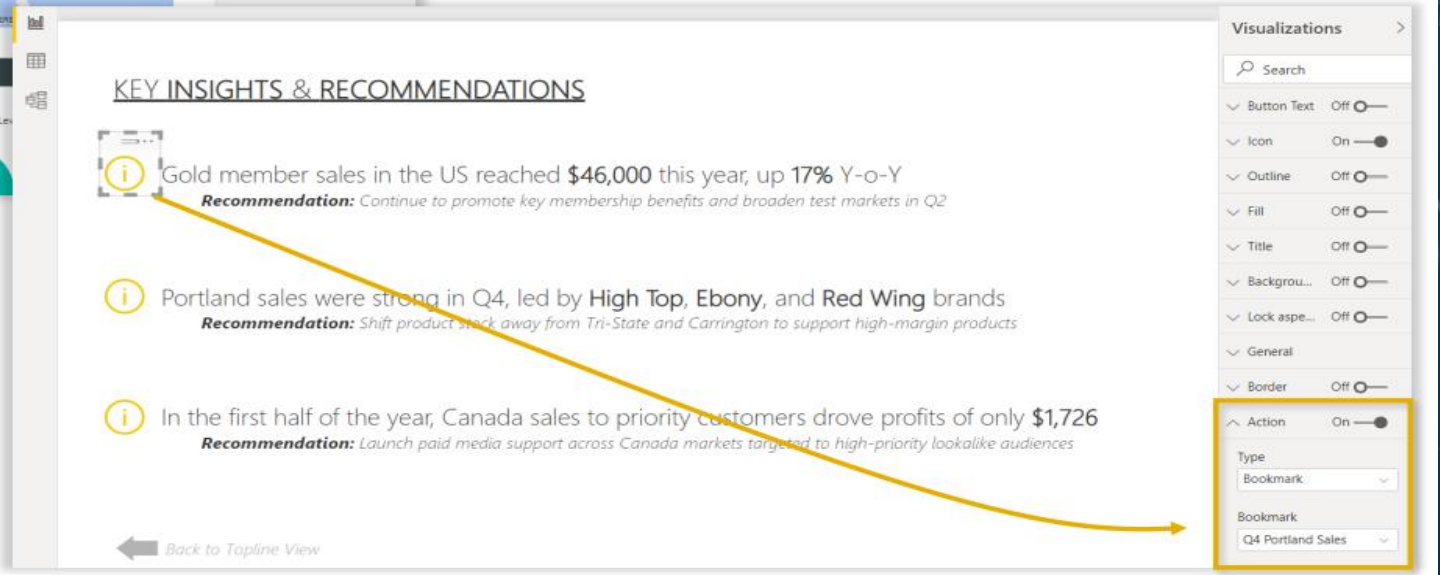 Visualizations
Search
KEY INSIGHTS & RECOMMENDATIONS
Button Text Off
Icon On
i Gold member sales in the US reached $46,000 this year, up 17% Y-o-Y
Recommendation: Continue to promote key membership benefits and broaden test markets in Q2
Outline Off
Fill Off
Title Off
i Portland sales were strong in Q4, led by High Top, Ebony, and Red Wing brands
Recommendation: Shift product stock away from Tri-State and Carrington to support high-margin products
Backgrou... Off
Lock aspe... Off
General
Border Off
i In the first half of the year, Canada sales to priority customers drove profits of only $1,726
Recommendation: Launch paid media support across Canada markets targeted to high-priority lookalike audiences
Action On
Type
Bookmark
Bookmark
Q4 Portland Sales
Back to Topline View